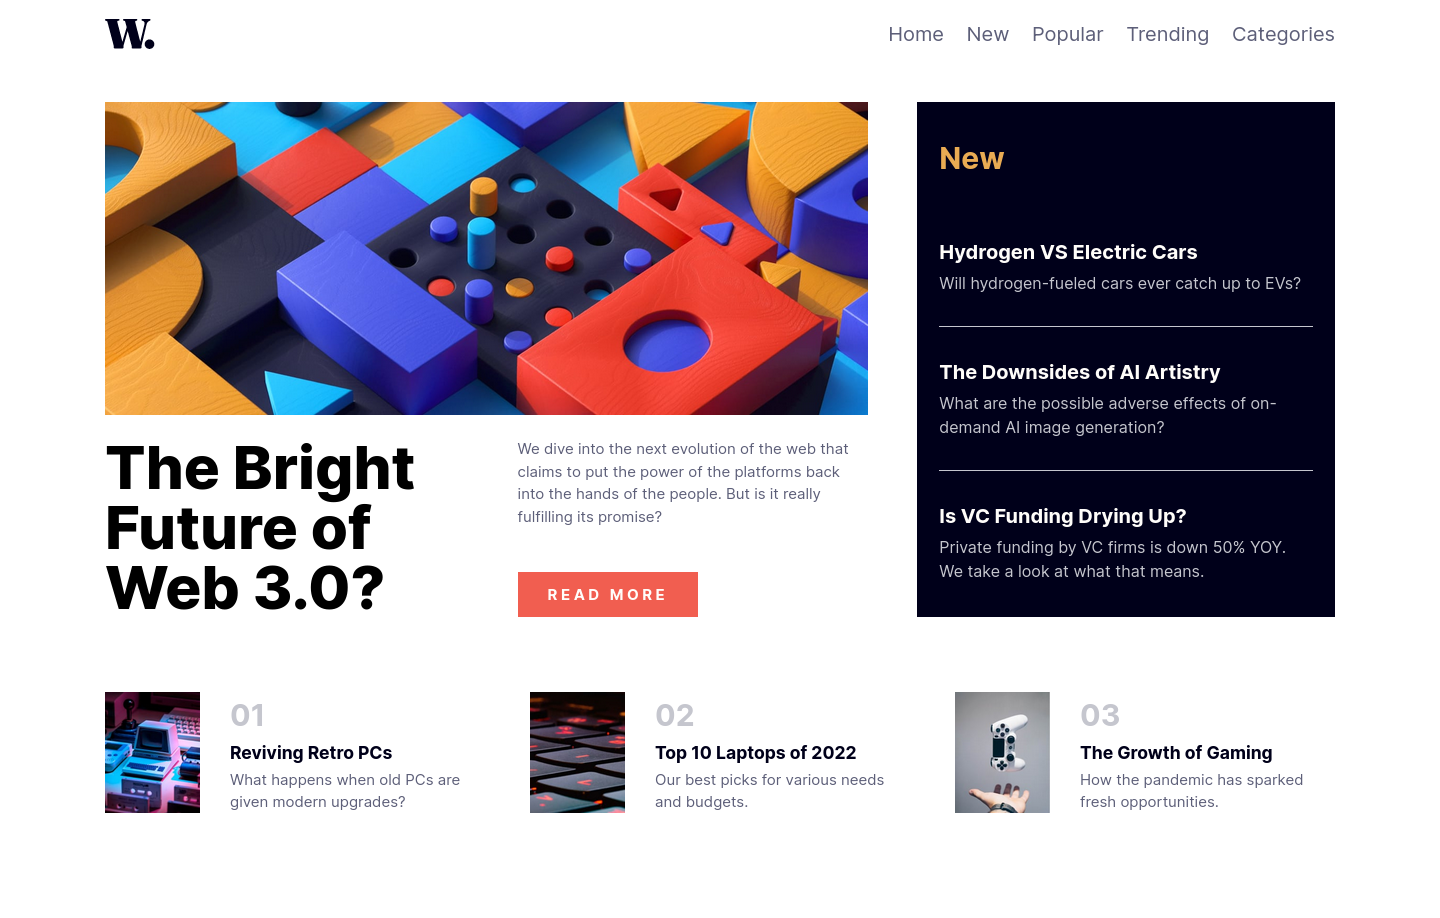 W.
Home New Popular Trending Categories
The Bright
Future of
Web 3.0?
We dive into the next evolution of the web that
claims to put the power of the platforms back
into the hands of the people. But is it really
fulfilling its promise?
READ MORE
New
Hydrogen VS Electric Cars
Will hydrogen-fueled cars ever catch up to EVs?
The Downsides of AI Artistry
What are the possible adverse effects of on-
demand AI image generation?
Is VC Funding Drying Up?
Private funding by VC firms is down 50% YOY.
We take a look at what that means.
01
Reviving Retro PCs
What happens when old PCs are
given modern upgrades?
02
Top 10 Laptops of 2022
Our best picks for various needs
and budgets.
03
The Growth of Gaming
How the pandemic has sparked
fresh opportunities.